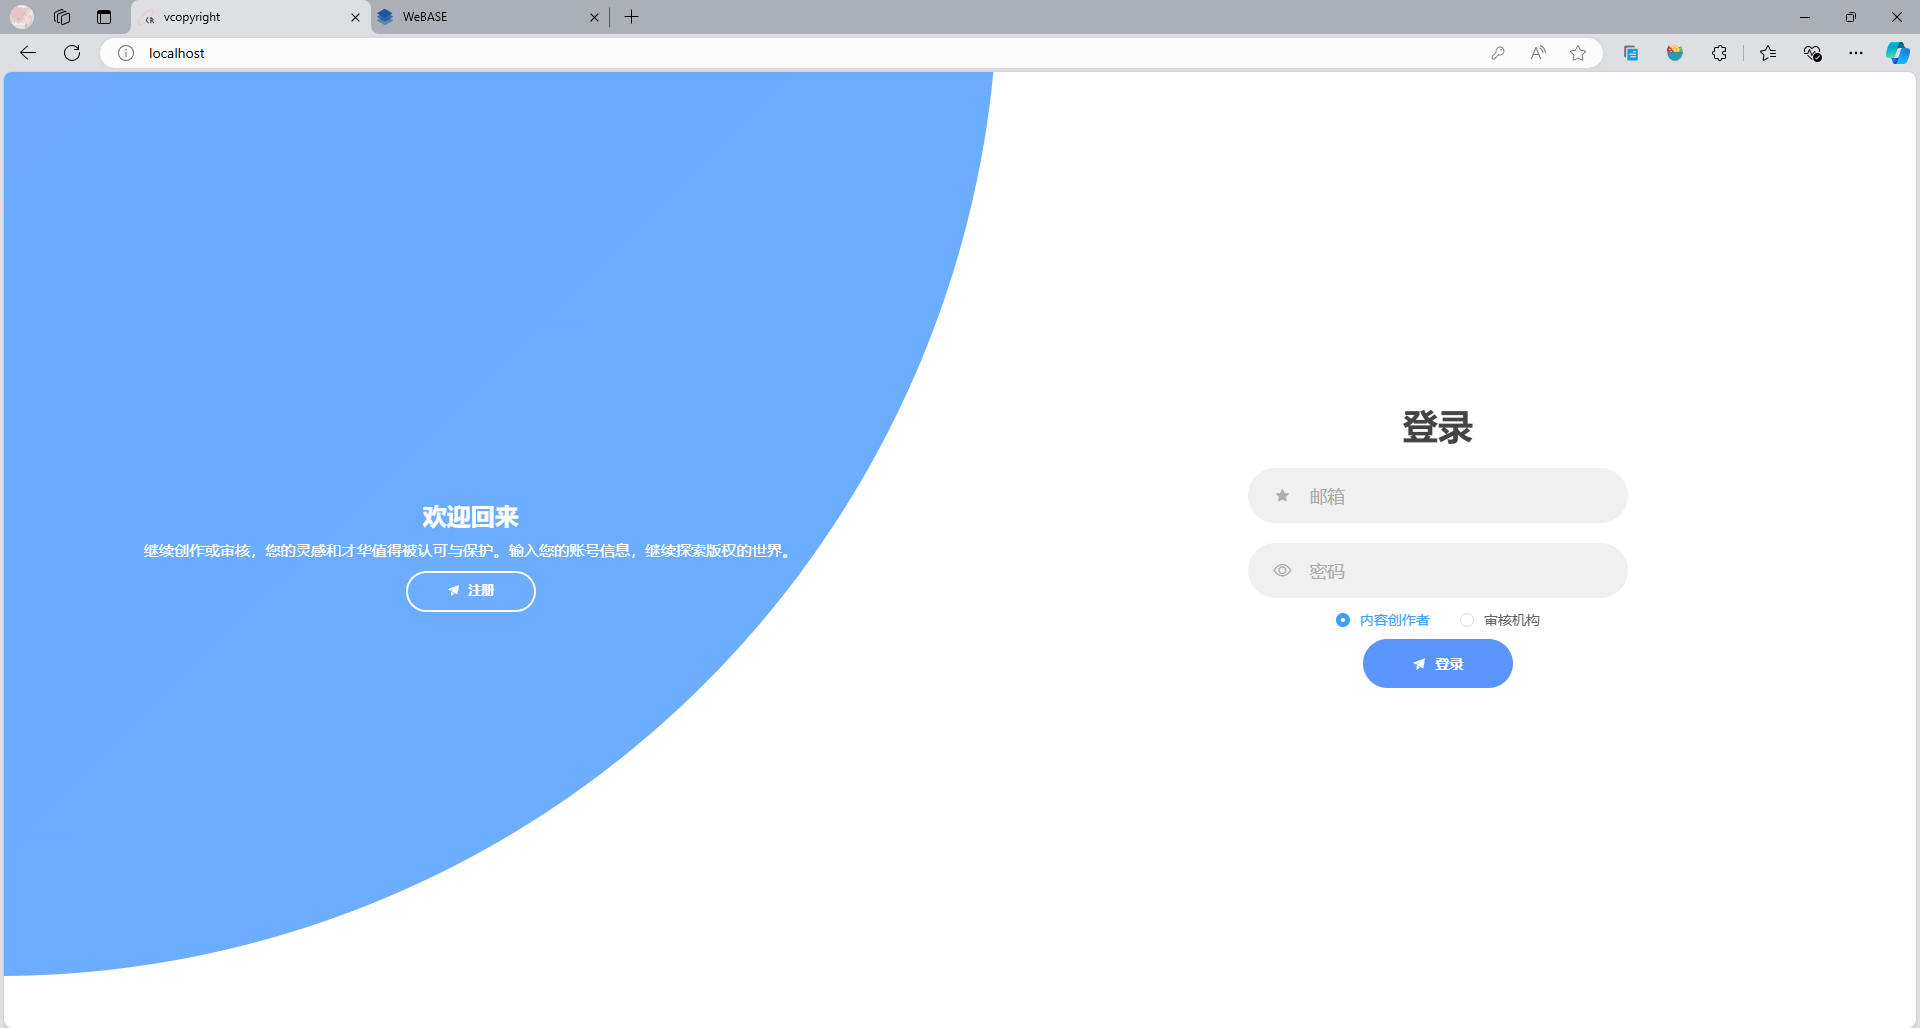 vcopyright
WeBASE
localhost
欢迎回来
继续创作或审核，您的灵感和才华值得被认可与保护。输入您的账号信息，继续探索版权的世界。
注册
登录
邮箱
密码
内容创作者
审核机构
登录